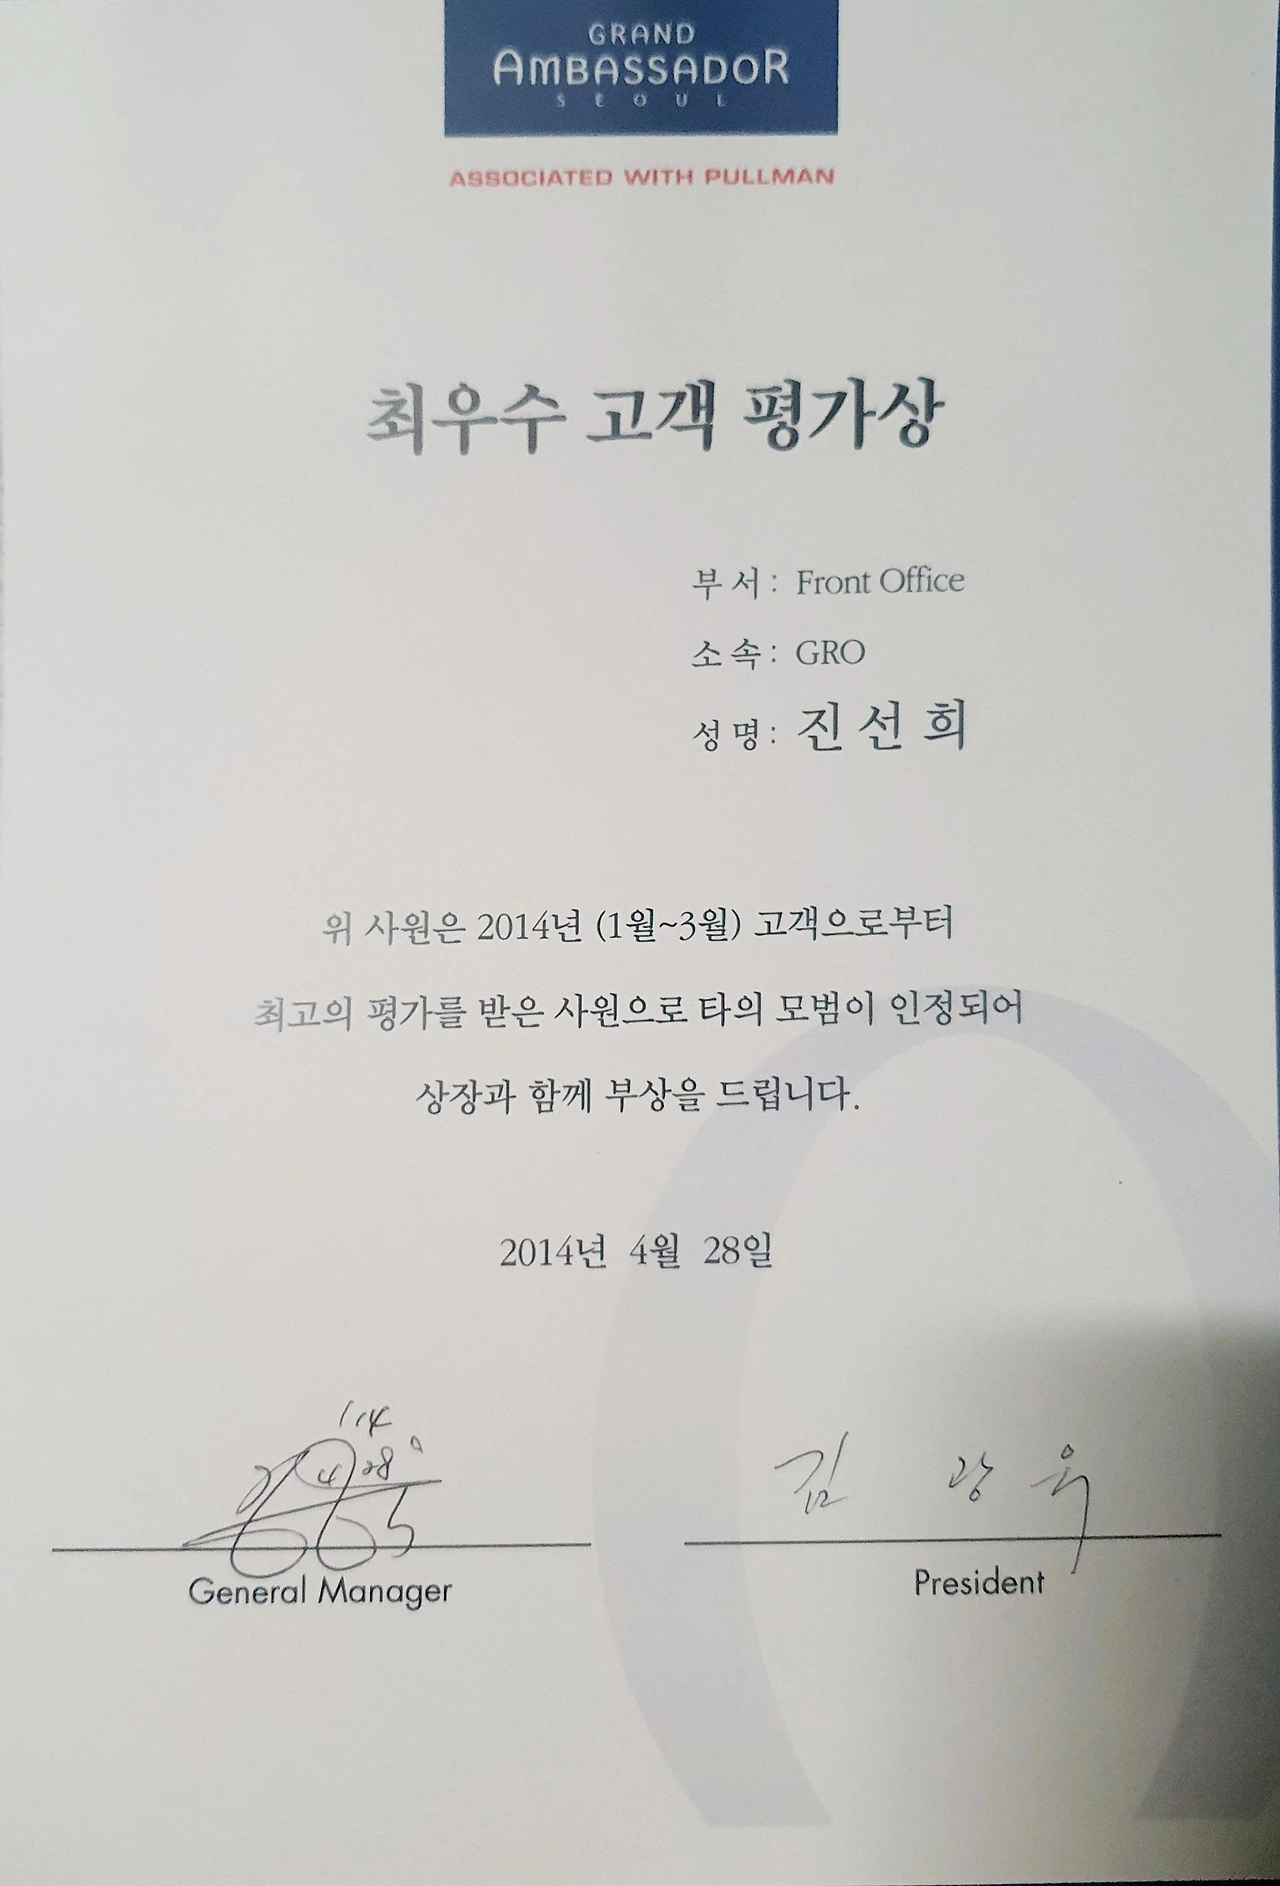 GRAND
AMBASSADOR
SEOUL
ASSOCIATED WITH PULLMAN
최우수 고객 평가상
부 서 : Front Office
소 속 : GRO
성 명 : 진 선 희
위 사원은 2014년 (1월~3월) 고객으로부터
최고의 평가를 받은 사원으로 타의 모범이 인정되어
상장과 함께 부상을 드립니다.
2014년 4월 28일
김 광 욱
General Manager
President